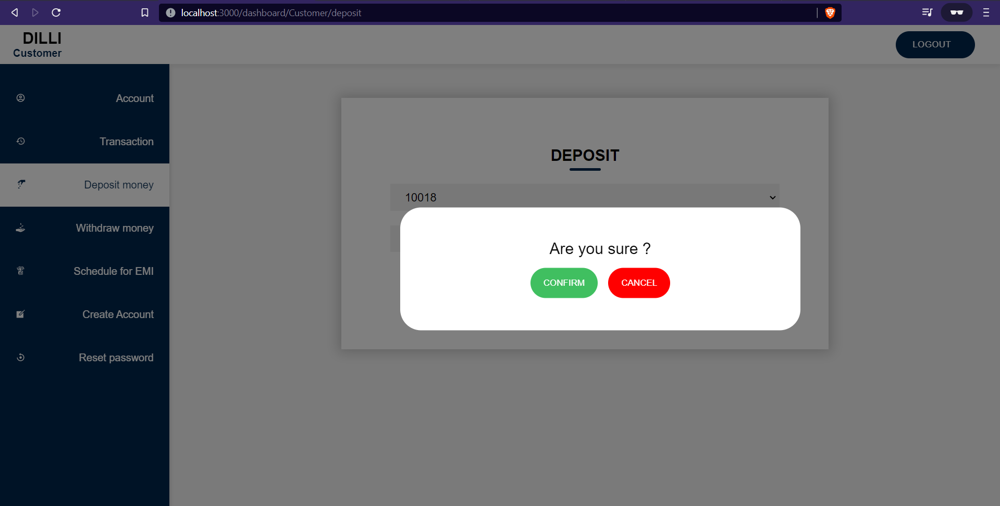 localhost:3000/dashboard/Customer/deposit
DILLI
Customer
LOGOUT
Account
Transaction
Deposit money
Withdraw money
Schedule for EMI
Create Account
Reset password
DEPOSIT
10018
Are you sure ?
CONFIRM CANCEL